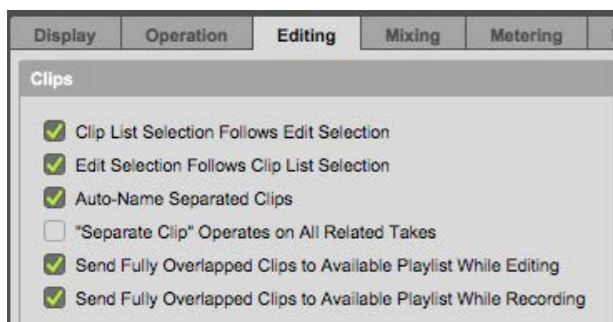 Display Operation Editing Mixing Metering
Clips
Clip List Selection Follows Edit Selection
Edit Selection Follows Clip List Selection
Auto-Name Separated Clips
"Separate Clip" Operates on All Related Takes
Send Fully Overlapped Clips to Available Playlist While Editing
Send Fully Overlapped Clips to Available Playlist While Recording